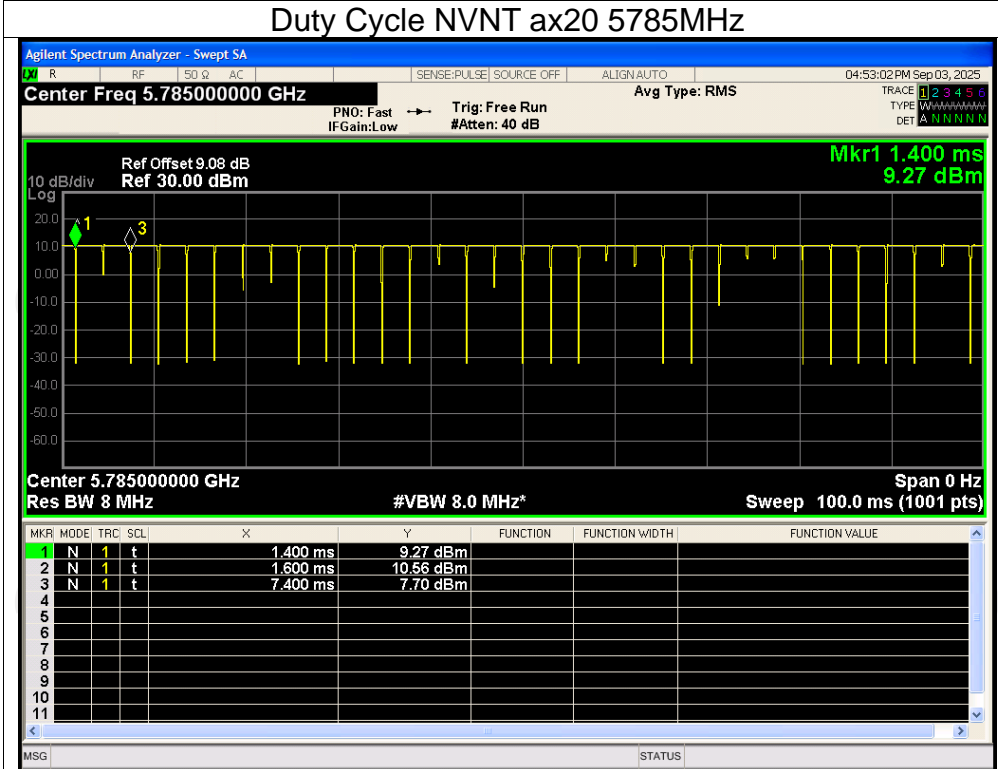 Duty Cycle NVNT ax20 5785MHz
Agilent Spectrum Analyzer - Swept SA
LXI R RF 50 Ω AC SENSE:PULSE SOURCE OFF ALIGN AUTO 04:53:02 PM Sep 03, 2025
Center Freq 5.785000000 GHz Avg Type: RMS TRACE 1 2 3 4 5 6
PNO: Fast Trig: Free Run TYPE WWWWWW
IFGain:Low #Atten: 40 dB DET A N N N N N
Mkr1 1.400 ms
Ref Offset 9.08 dB
10 dB/div Ref 30.00 dBm 9.27 dBm
Log
20.0
1
3
10.0
0.00
-10.0
-20.0
-30.0
-40.0
-50.0
-60.0
Center 5.785000000 GHz Span 0 Hz
Res BW 8 MHz #VBW 8.0 MHz* Sweep 100.0 ms (1001 pts)
MKR MODE TRC SCL X Y FUNCTION FUNCTION WIDTH FUNCTION VALUE
1 N 1 t 1.400 ms 9.27 dBm
2 N 1 t 1.600 ms 10.56 dBm
3 N 1 t 7.400 ms 7.70 dBm
4
5
6
7
8
9
10
11
MSG STATUS